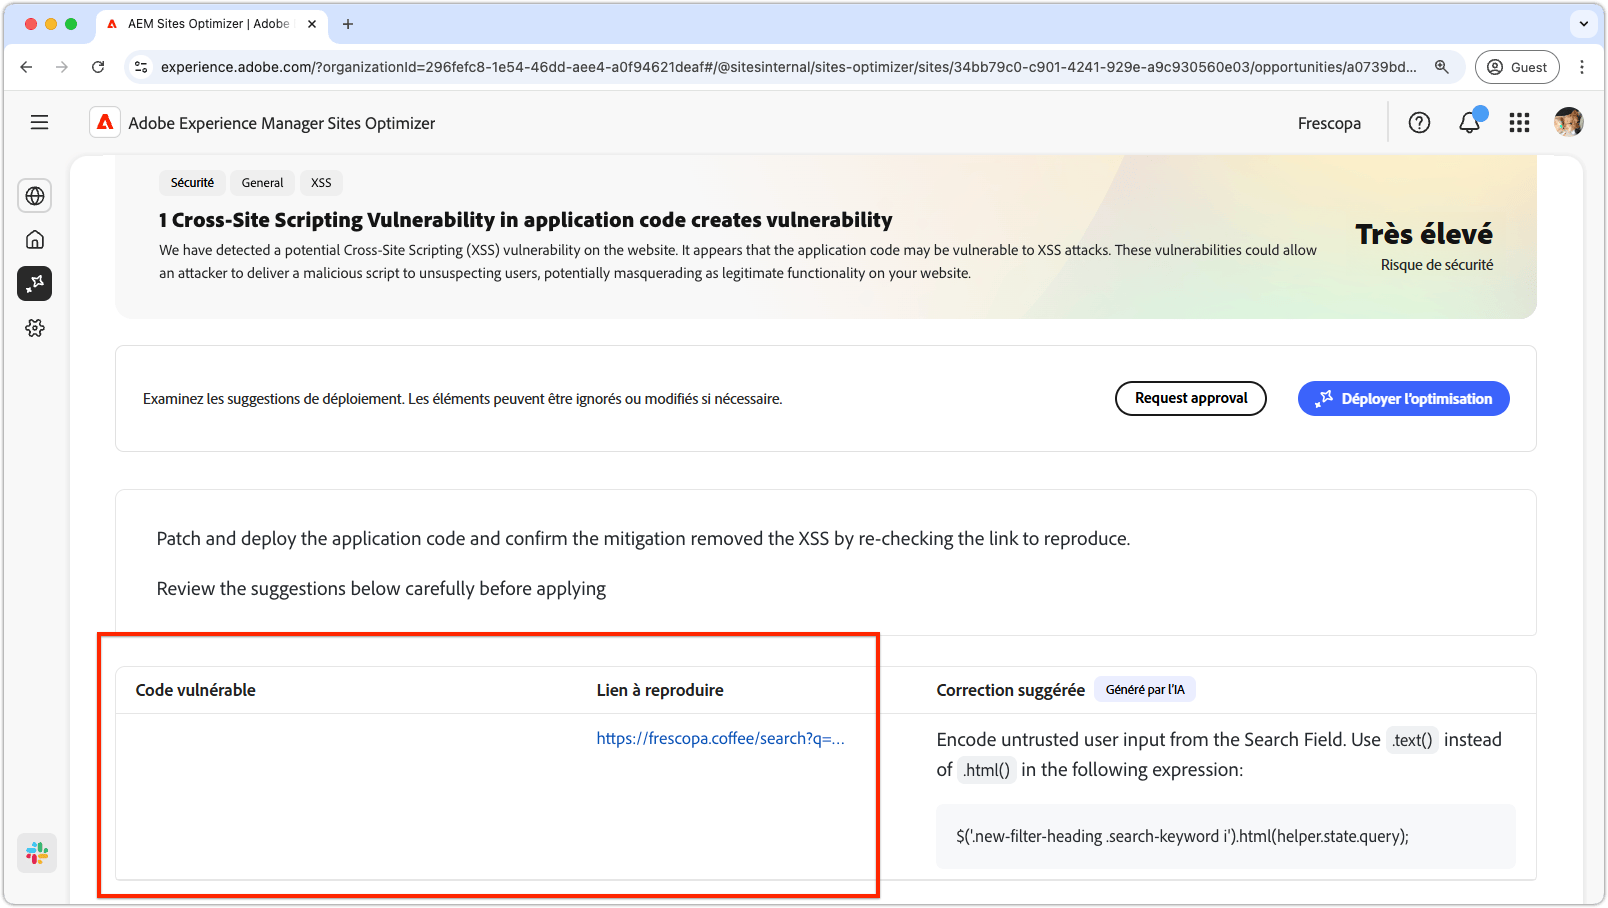 AEM Sites Optimizer | Adobe
experience.adobe.com/?organizationId=296fefc8-1e54-46dd-aee4-a0f94621deaf#/@sitesinternal/sites-optimizer/sites/34bb79c0-c901-4241-929e-a9c930560e03/opportunities/a0739bd...
Guest
Adobe Experience Manager Sites Optimizer
Frescopa
Sécurité
General
XSS
1 Cross-Site Scripting Vulnerability in application code creates vulnerability
We have detected a potential Cross-Site Scripting (XSS) vulnerability on the website. It appears that the application code may be vulnerable to XSS attacks. These vulnerabilities could allow
an attacker to deliver a malicious script to unsuspecting users, potentially masquerading as legitimate functionality on your website.
Très élevé
Risque de sécurité
Examinez les suggestions de déploiement. Les éléments peuvent être ignorés ou modifiés si nécessaire.
Request approval
Déployer l'optimisation
Patch and deploy the application code and confirm the mitigation removed the XSS by re-checking the link to reproduce.
Review the suggestions below carefully before applying
Code vulnérable
Lien à reproduire
Correction suggérée
Généré par l'IA
https://frescopa.coffee/search?q=...
Encode untrusted user input from the Search Field. Use .text() instead
of .html() in the following expression:
$('.new-filter-heading .search-keyword i').html(helper.state.query);